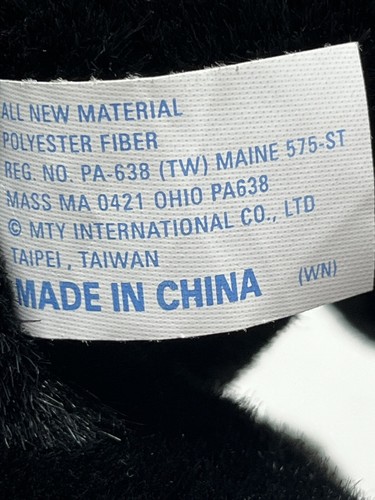 ALL NEW MATERIAL
POLYESTER FIBER
REG. NO. PA-638 (TW) MAINE 575-ST
MASS MA 0421 OHIO PA638
© MTY INTERNATIONAL CO., LTD
TAIPEI, TAIWAN
MADE IN CHINA (WN)